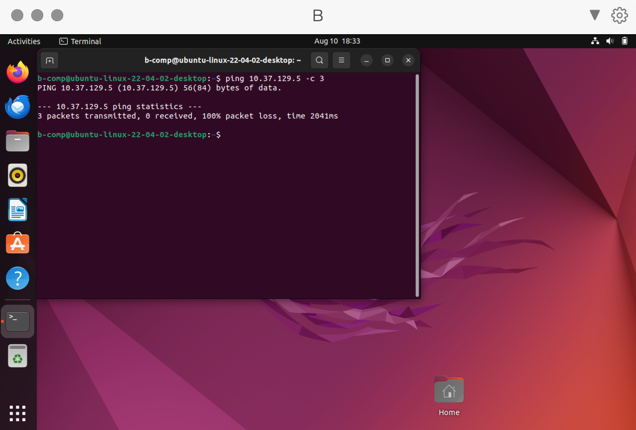 B
Activities Terminal Aug 10 18:33
b-comp@ubuntu-linux-22-04-02-desktop: ~
b-comp@ubuntu-linux-22-04-02-desktop:~$ ping 10.37.129.5 -c 3
PING 10.37.129.5 (10.37.129.5) 56(84) bytes of data.
--- 10.37.129.5 ping statistics ---
3 packets transmitted, 0 received, 100% packet loss, time 2041ms
b-comp@ubuntu-linux-22-04-02-desktop:~$
Home